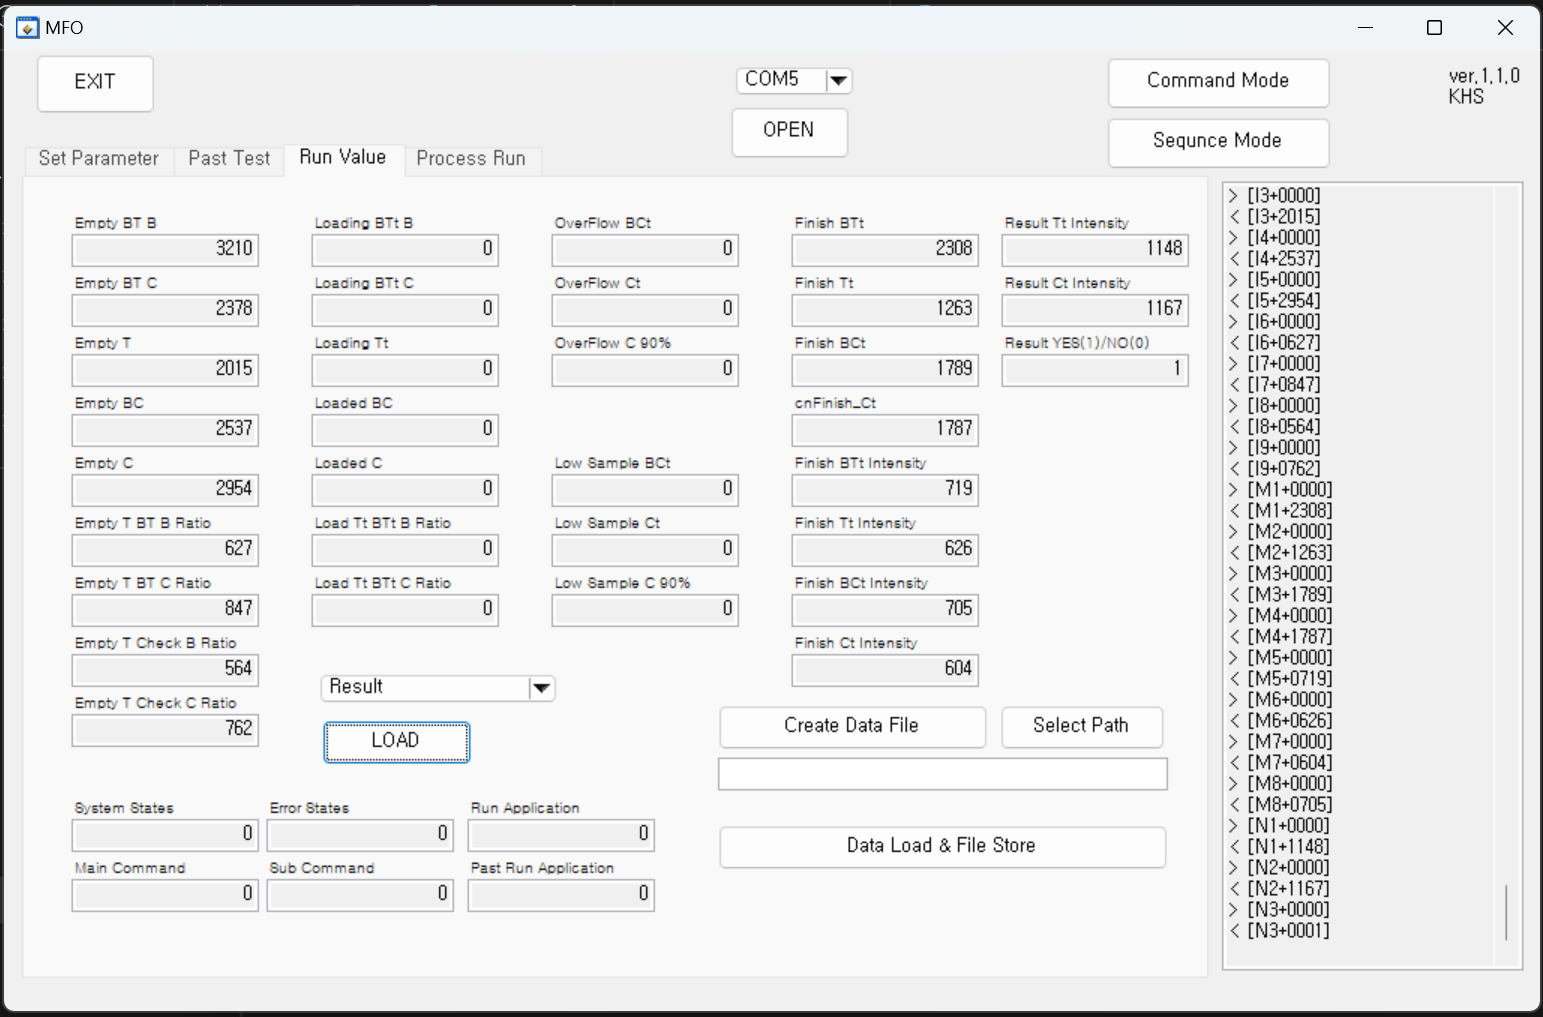 MFO
EXIT
COM5
OPEN
Command Mode
Sequnce Mode
ver,1,1,0
KHS
Set Parameter
Past Test
Run Value
Process Run
Empty BT B
3210
Empty BT C
2378
Empty T
2015
Empty BC
2537
Empty C
2954
Empty T BT B Ratio
627
Empty T BT C Ratio
847
Empty T Check B Ratio
564
Empty T Check C Ratio
762
Loading BTt B
0
Loading BTt C
0
Loading Tt
0
Loaded BC
0
Loaded C
0
Load Tt BTt B Ratio
0
Load Tt BTt C Ratio
0
Result
LOAD
OverFlow BCt
0
OverFlow Ct
0
OverFlow C 90%
0
Low Sample BCt
0
Low Sample Ct
0
Low Sample C 90%
0
Finish BTt
2308
Finish Tt
1263
Finish BCt
1789
cnFinish_Ct
1787
Finish BTt Intensity
719
Finish Tt Intensity
626
Finish BCt Intensity
705
Finish Ct Intensity
604
Result Tt Intensity
1148
Result Ct Intensity
1167
Result YES(1)/NO(0)
1
Create Data File
Select Path
Data Load & File Store
System States
0
Error States
0
Run Application
0
Main Command
0
Sub Command
0
Past Run Application
0
> [I3+0000]
< [I3+2015]
> [I4+0000]
< [I4+2537]
> [I5+0000]
< [I5+2954]
> [I6+0000]
< [I6+0627]
> [I7+0000]
< [I7+0847]
> [I8+0000]
< [I8+0564]
> [I9+0000]
< [I9+0762]
> [M1+0000]
< [M1+2308]
> [M2+0000]
< [M2+1263]
> [M3+0000]
< [M3+1789]
> [M4+0000]
< [M4+1787]
> [M5+0000]
< [M5+0719]
> [M6+0000]
< [M6+0626]
> [M7+0000]
< [M7+0604]
> [M8+0000]
< [M8+0705]
> [N1+0000]
< [N1+1148]
> [N2+0000]
< [N2+1167]
> [N3+0000]
< [N3+0001]